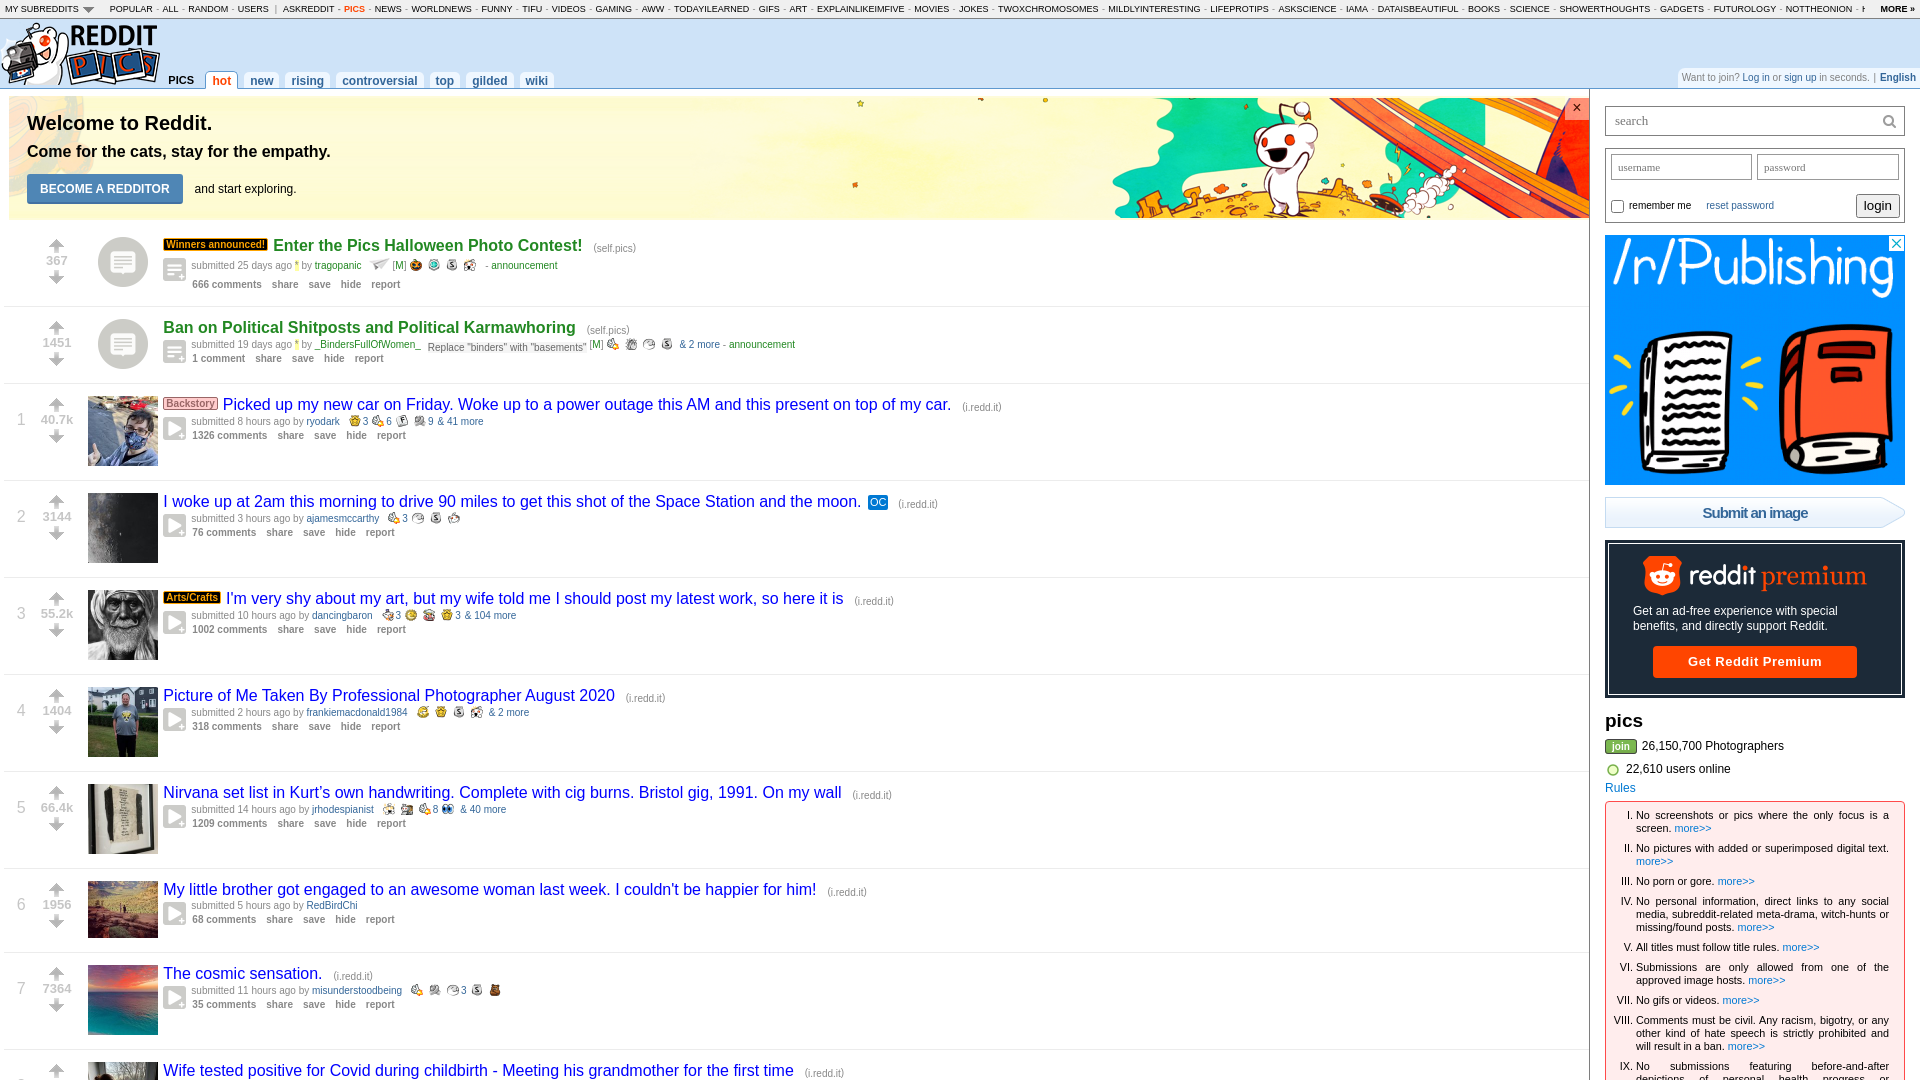 MY SUBREDDITS POPULAR - ALL - RANDOM - USERS | ASKREDDIT - PICS - NEWS - WORLDNEWS - FUNNY - TIFU - VIDEOS - GAMING - AWW - TODAYILEARNED - GIFS - ART - EXPLAINLIKEIMFIVE - MOVIES - JOKES - TWOXCHROMOSOMES - MILDLYINTERESTING - LIFEPROTIPS - ASKSCIENCE - IAMA - DATAISBEAUTIFUL - BOOKS - SCIENCE - SHOWERTHOUGHTS - GADGETS - FUTUROLOGY - NOTTHEONION - MORE »
REDDIT
PICS
PICS hot new rising controversial top gilded wiki
Want to join? Log in or sign up in seconds. | English
Welcome to Reddit.
Come for the cats, stay for the empathy.
BECOME A REDDITOR and start exploring.
×
367
Winners announced! Enter the Pics Halloween Photo Contest! (self.pics)
submitted 25 days ago * by tragopanic [M] - announcement
666 comments share save hide report
1451
Ban on Political Shitposts and Political Karmawhoring (self.pics)
submitted 19 days ago * by _BindersFullOfWomen_ Replace "binders" with "basements" [M] & 2 more - announcement
1 comment share save hide report
1
40.7k
Backstory Picked up my new car on Friday. Woke up to a power outage this AM and this present on top of my car. (i.redd.it)
submitted 8 hours ago by ryodark 3 6 9 & 41 more
1326 comments share save hide report
2
3144
I woke up at 2am this morning to drive 90 miles to get this shot of the Space Station and the moon. OC (i.redd.it)
submitted 3 hours ago by ajamesmccarthy 3
76 comments share save hide report
3
55.2k
Arts/Crafts I'm very shy about my art, but my wife told me I should post my latest work, so here it is (i.redd.it)
submitted 10 hours ago by dancingbaron 3 3 & 104 more
1002 comments share save hide report
4
1404
Picture of Me Taken By Professional Photographer August 2020 (i.redd.it)
submitted 2 hours ago by frankiemacdonald1984 & 2 more
318 comments share save hide report
5
66.4k
Nirvana set list in Kurt’s own handwriting. Complete with cig burns. Bristol gig, 1991. On my wall (i.redd.it)
submitted 14 hours ago by jrhodespianist 8 & 40 more
1209 comments share save hide report
6
1956
My little brother got engaged to an awesome woman last week. I couldn't be happier for him! (i.redd.it)
submitted 5 hours ago by RedBirdChi
68 comments share save hide report
7
7364
The cosmic sensation. (i.redd.it)
submitted 11 hours ago by misunderstoodbeing 3
35 comments share save hide report
Wife tested positive for Covid during childbirth - Meeting his grandmother for the first time (i.redd.it)
search
username password
remember me reset password login
/r/Publishing
Submit an image
reddit premium
Get an ad-free experience with special
benefits, and directly support Reddit.
Get Reddit Premium
pics
join 26,150,700 Photographers
22,610 users online
Rules
I. No screenshots or pics where the only focus is a
screen. more>>
II. No pictures with added or superimposed digital text.
more>>
III. No porn or gore. more>>
IV. No personal information, direct links to any social
media, subreddit-related meta-drama, witch-hunts or
missing/found posts. more>>
V. All titles must follow title rules. more>>
VI. Submissions are only allowed from one of the
approved image hosts. more>>
VII. No gifs or videos. more>>
VIII. Comments must be civil. Any racism, bigotry, or any
other kind of hate speech is strictly prohibited and
will result in a ban. more>>
IX. No submissions featuring before-and-after
depictions of personal health progress or